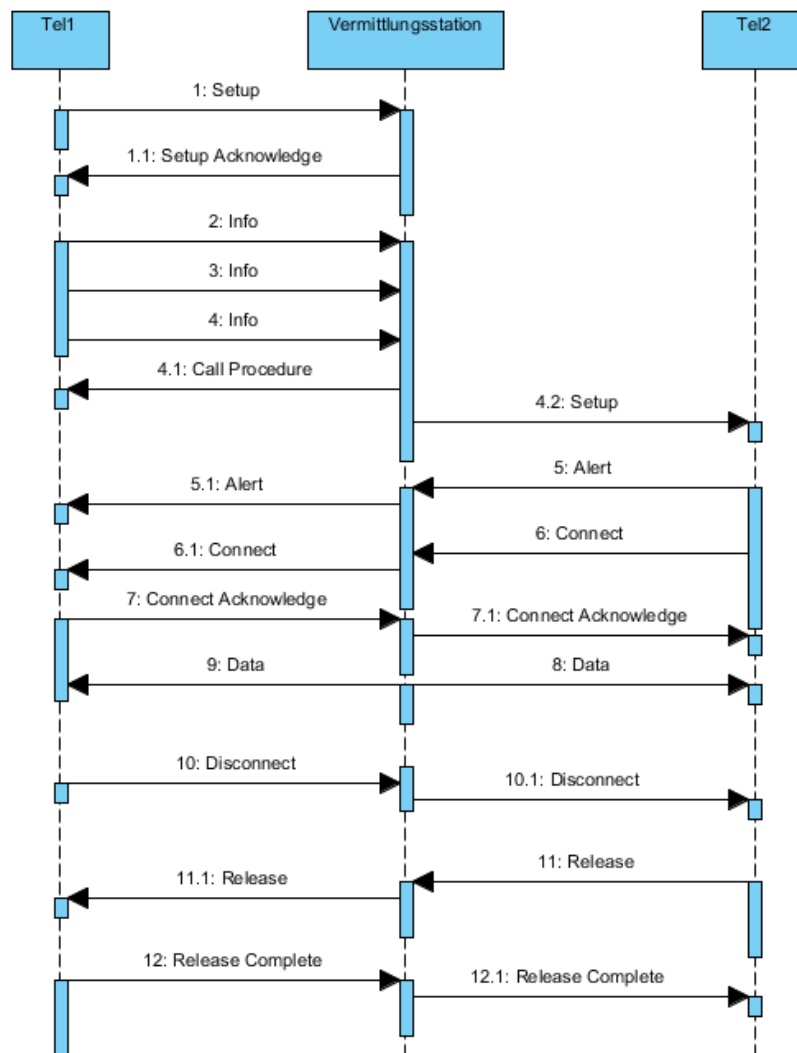 Tel1
Vermittlungsstation
Tel2
1: Setup
1.1: Setup Acknowledge
2: Info
3: Info
4: Info
4.1: Call Procedure
4.2: Setup
5: Alert
5.1: Alert
6: Connect
6.1: Connect
7: Connect Acknowledge
7.1: Connect Acknowledge
9: Data
8: Data
10: Disconnect
10.1: Disconnect
11: Release
11.1: Release
12: Release Complete
12.1: Release Complete